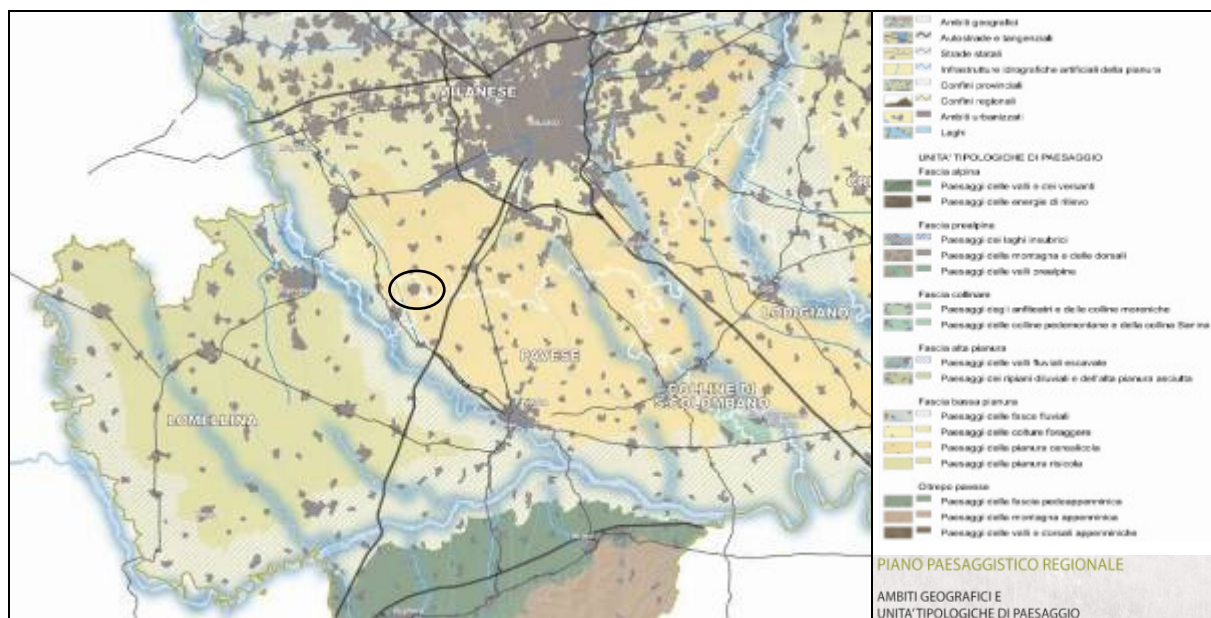 MILANESE
MILANO
LODIGIANO
PAVESE
COLLINE DI
S.COLOMBANO
LOMELLINA
Ambiti geografici
Autostrade e tangenziali
Strade statali
Infrastrutture idrografiche artificiali della pianura
Confini provinciali
Confini regionali
Ambiti urbanizzati
Laghi
UNITA' TIPOLOGICHE DI PAESAGGIO
Fascia alpina
Paesaggi delle valli e dei versanti
Paesaggi delle energie di rilievo
Fascia prealpina
Paesaggi dei laghi insubrici
Paesaggi della montagna e delle dorsali
Paesaggi delle valli prealpine
Fascia collinare
Paesaggi degli anfiteatri e delle colline moreniche
Paesaggi delle colline pedemontane e della collina Banina
Fascia alta pianura
Paesaggi delle valli fluviali escavate
Paesaggi dei ripiani diluviali e dell'alta pianura asciutta
Fascia bassa pianura
Paesaggi delle fasce fluviali
Paesaggi delle colture foraggere
Paesaggi della pianura cerealicola
Paesaggi della pianura risicola
Oltrepo pavese
Paesaggi della fascia pedeappenninica
Paesaggi della montagna appenninica
Paesaggi delle valli e dorsali appenniniche
PIANO PAESAGGISTICO REGIONALE
AMBITI GEOGRAFICI E
UNITA' TIPOLOGICHE DI PAESAGGIO